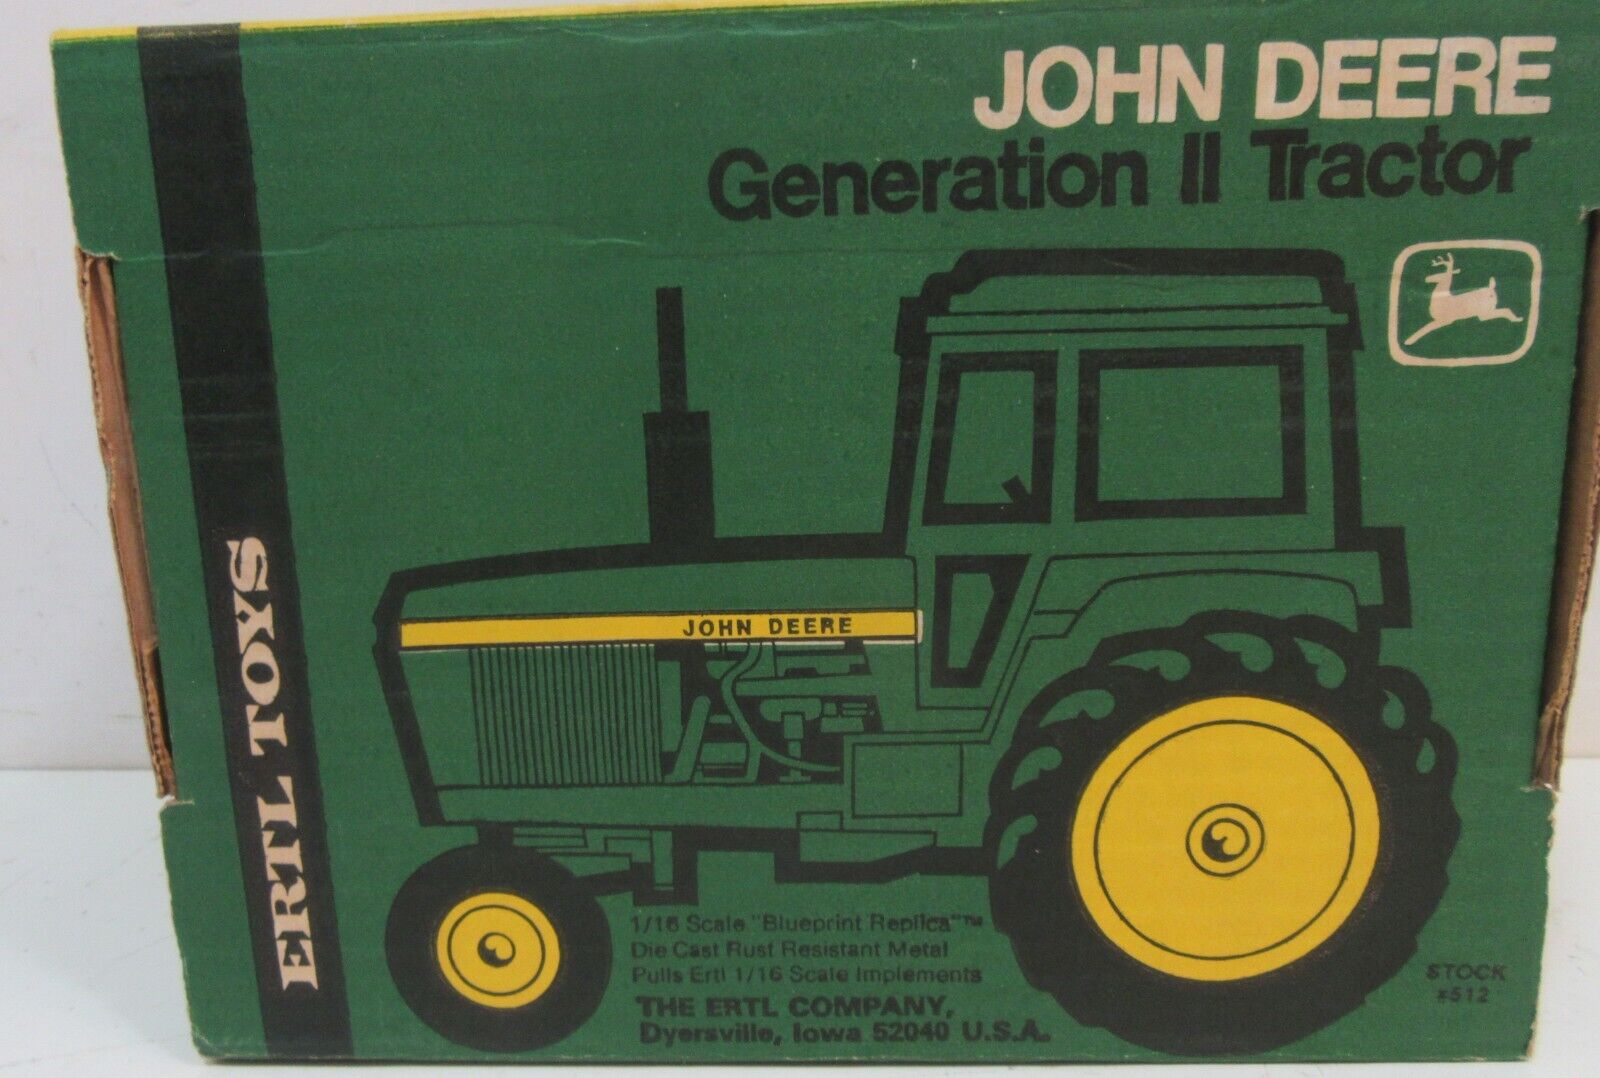 JOHN DEERE
Generation II Tractor
ERTL TOYS
JOHN DEERE
1/16 Scale "Blueprint Replica"™
Die Cast Rust Resistant Metal
Pulls Ertl 1/16 Scale Implements
THE ERTL COMPANY,
Dyersville, Iowa 52040 U.S.A.
STOCK
#512